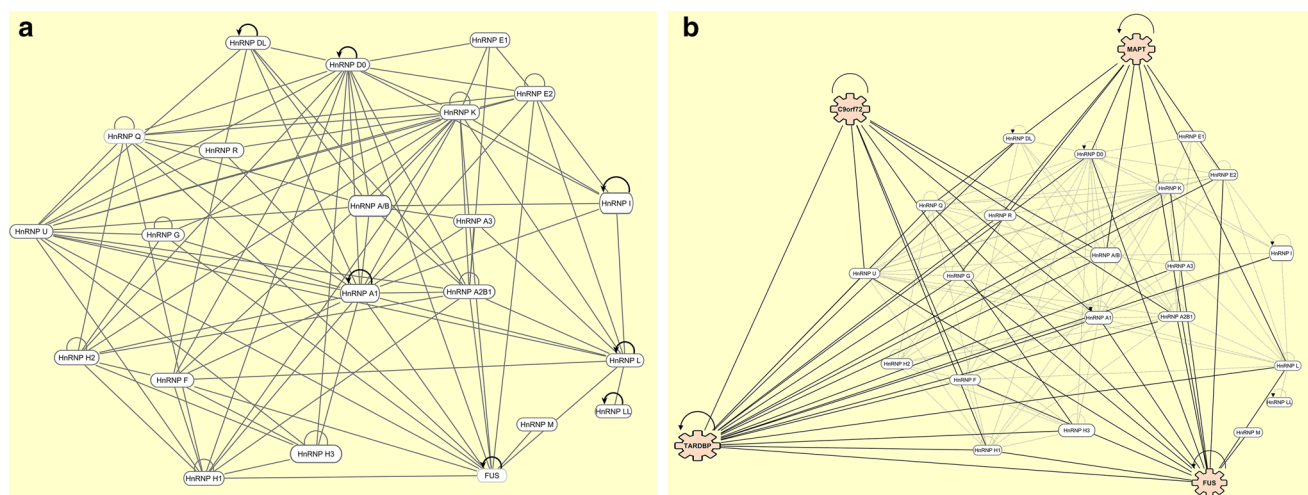 a
HnRNP DL
HnRNP E1
HnRNP D0
HnRNP E2
HnRNP K
HnRNP Q
HnRNP R
HnRNP I
HnRNP A/B
HnRNP A3
HnRNP U
HnRNP G
HnRNP A1
HnRNP A2B1
HnRNP H2
HnRNP L
HnRNP F
HnRNP LL
HnRNP M
HnRNP H3
HnRNP H1
FUS
b
MAPT
C9orf72
HnRNP DL
HnRNP E1
HnRNP D0
HnRNP E2
HnRNP K
HnRNP Q
HnRNP R
HnRNP I
HnRNP A/B
HnRNP A3
HnRNP U
HnRNP G
HnRNP A1
HnRNP A2B1
HnRNP H2
HnRNP L
HnRNP F
HnRNP LL
HnRNP H3
HnRNP M
TARDBP
HnRNP H1
FUS